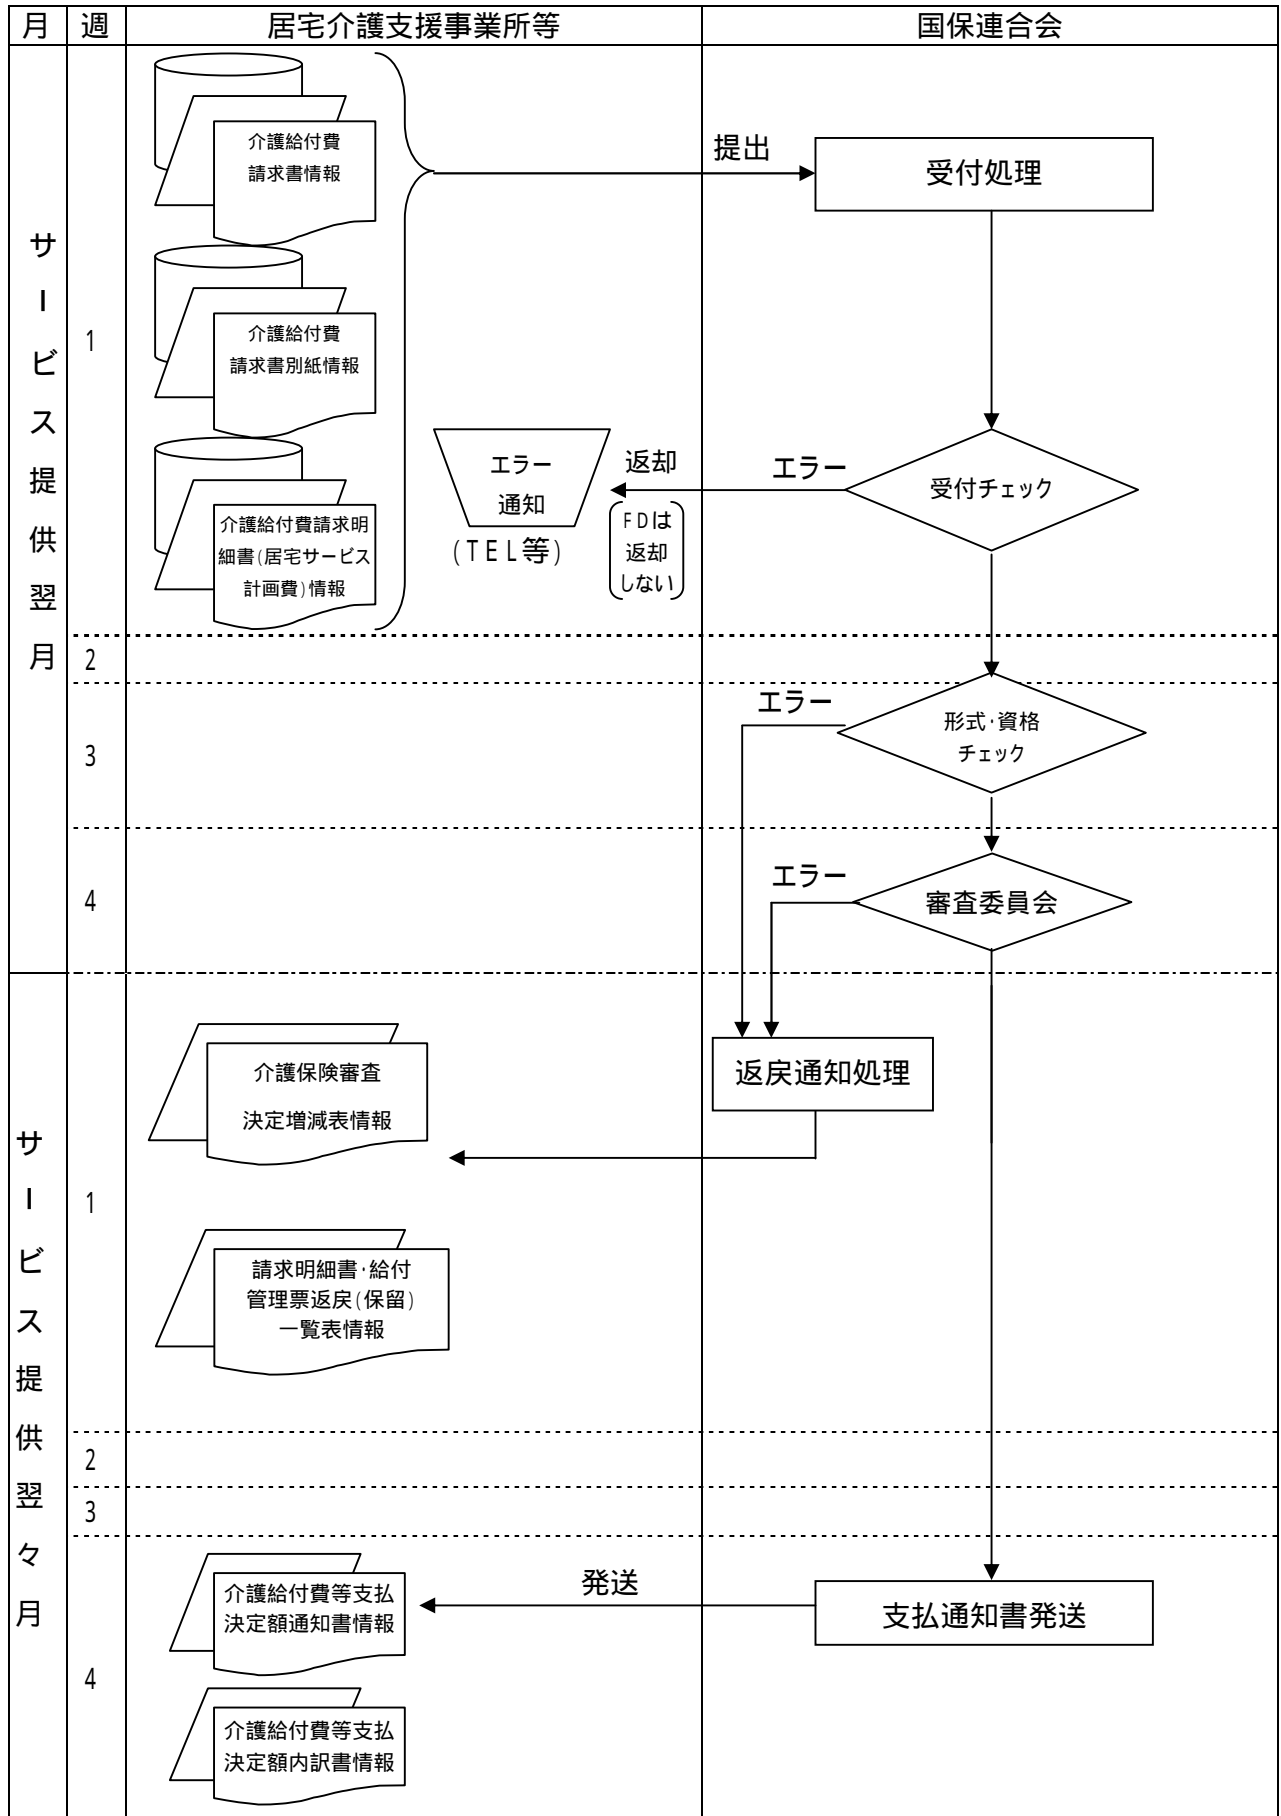 月
週
居宅介護支援事業所等
国保連合会
サービス提供翌月
1
介護給付費
請求書情報
提出
受付処理
介護給付費
請求書別紙情報
介護給付費請求明
細書(居宅サービス
計画費)情報
エラー
通知
(TEL等)
返却
FDは
返却
しない
エラー
受付チェック
2
3
エラー
形式・資格
チェック
4
エラー
審査委員会
サービス提供翌々月
1
介護保険審査
決定増減表情報
返戻通知処理
請求明細書・給付
管理票返戻(保留)
一覧表情報
2
3
4
介護給付費等支払
決定額通知書情報
発送
支払通知書発送
介護給付費等支払
決定額内訳書情報